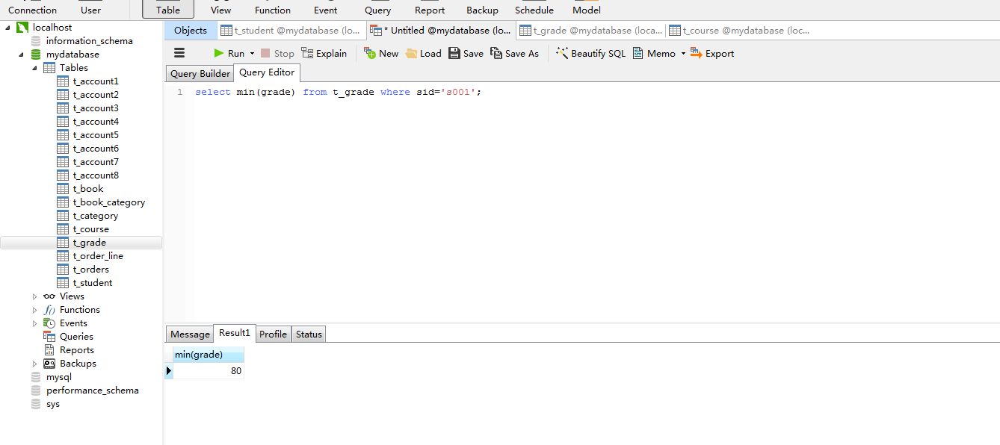 Connection User Table View Function Event Query Report Backup Schedule Model
localhost
information_schema
mydatabase
Tables
t_account1
t_account2
t_account3
t_account4
t_account5
t_account6
t_account7
t_account8
t_book
t_book_category
t_category
t_course
t_grade
t_order_line
t_orders
t_student
Views
Functions
Events
Queries
Reports
Backups
mysql
performance_schema
sys
Objects t_student @mydatabase (lo... * Untitled @mydatabase (lo... t_grade @mydatabase (loca... t_course @mydatabase (loc...
Run Stop Explain New Load Save Save As Beautify SQL Memo Export
Query Builder Query Editor
1 select min(grade) from t_grade where sid='s001';
Message Result1 Profile Status
min(grade)
80